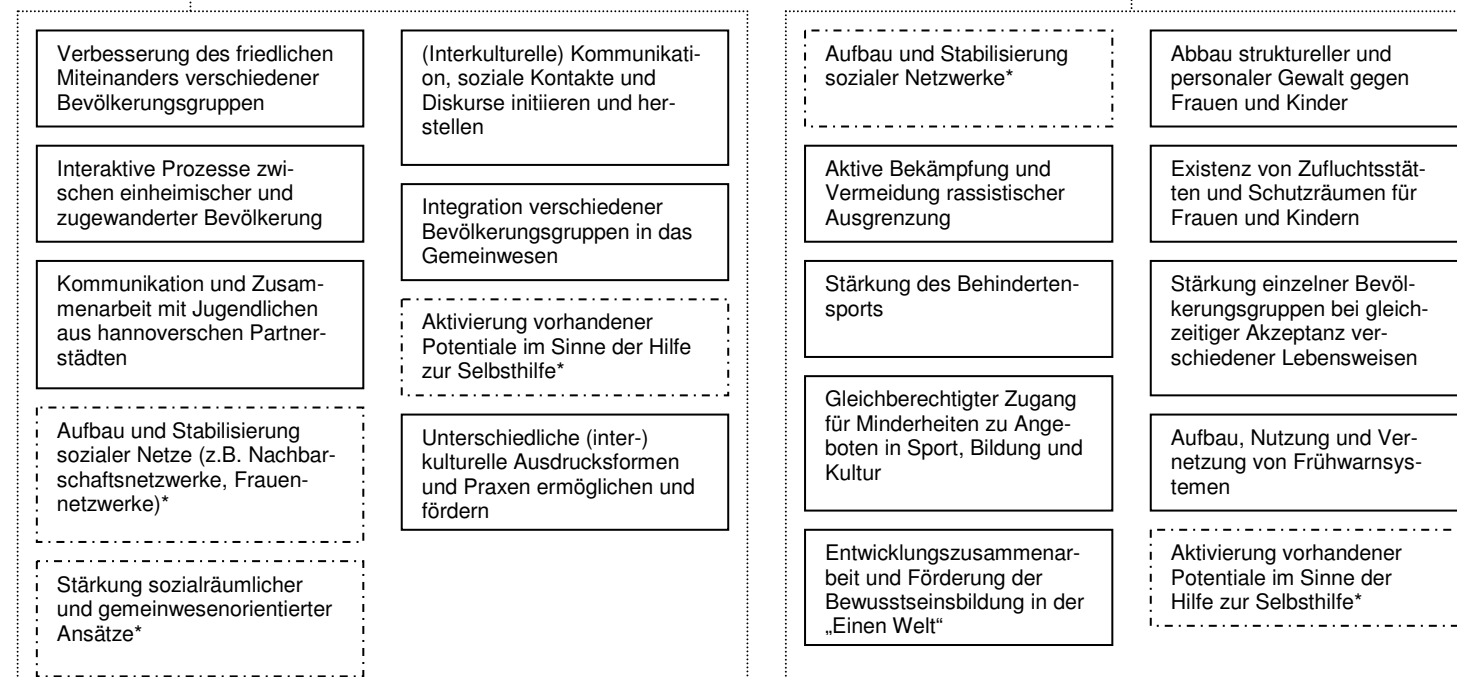 Verbesserung des friedlichen
Miteinanders verschiedener
Bevölkerungsgruppen
Interaktive Prozesse zwi-
schen einheimischer und
zugewanderter Bevölkerung
Kommunikation und Zusam-
menarbeit mit Jugendlichen
aus hannoverschen Partner-
städten
Aufbau und Stabilisierung
sozialer Netze (z.B. Nachbar-
schaftsnetzwerke, Frauen-
netzwerke)*
Stärkung sozialräumlicher
und gemeinwesenorientierter
Ansätze*
(Interkulturelle) Kommunikati-
on, soziale Kontakte und
Diskurse initiieren und her-
stellen
Integration verschiedener
Bevölkerungsgruppen in das
Gemeinwesen
Aktivierung vorhandener
Potentiale im Sinne der Hilfe
zur Selbsthilfe*
Unterschiedliche (inter-)
kulturelle Ausdrucksformen
und Praxen ermöglichen und
fördern
Aufbau und Stabilisierung
sozialer Netzwerke*
Aktive Bekämpfung und
Vermeidung rassistischer
Ausgrenzung
Stärkung des Behinderten-
sports
Gleichberechtigter Zugang
für Minderheiten zu Ange-
boten in Sport, Bildung und
Kultur
Entwicklungszusammenar-
beit und Förderung der
Bewusstseinsbildung in der
„Einen Welt“
Abbau struktureller und
personaler Gewalt gegen
Frauen und Kinder
Existenz von Zufluchtsstät-
ten und Schutzräumen für
Frauen und Kindern
Stärkung einzelner Bevöl-
kerungsgruppen bei gleich-
zeitiger Akzeptanz ver-
schiedener Lebensweisen
Aufbau, Nutzung und Ver-
netzung von Frühwarnsys-
temen
Aktivierung vorhandener
Potentiale im Sinne der
Hilfe zur Selbsthilfe*